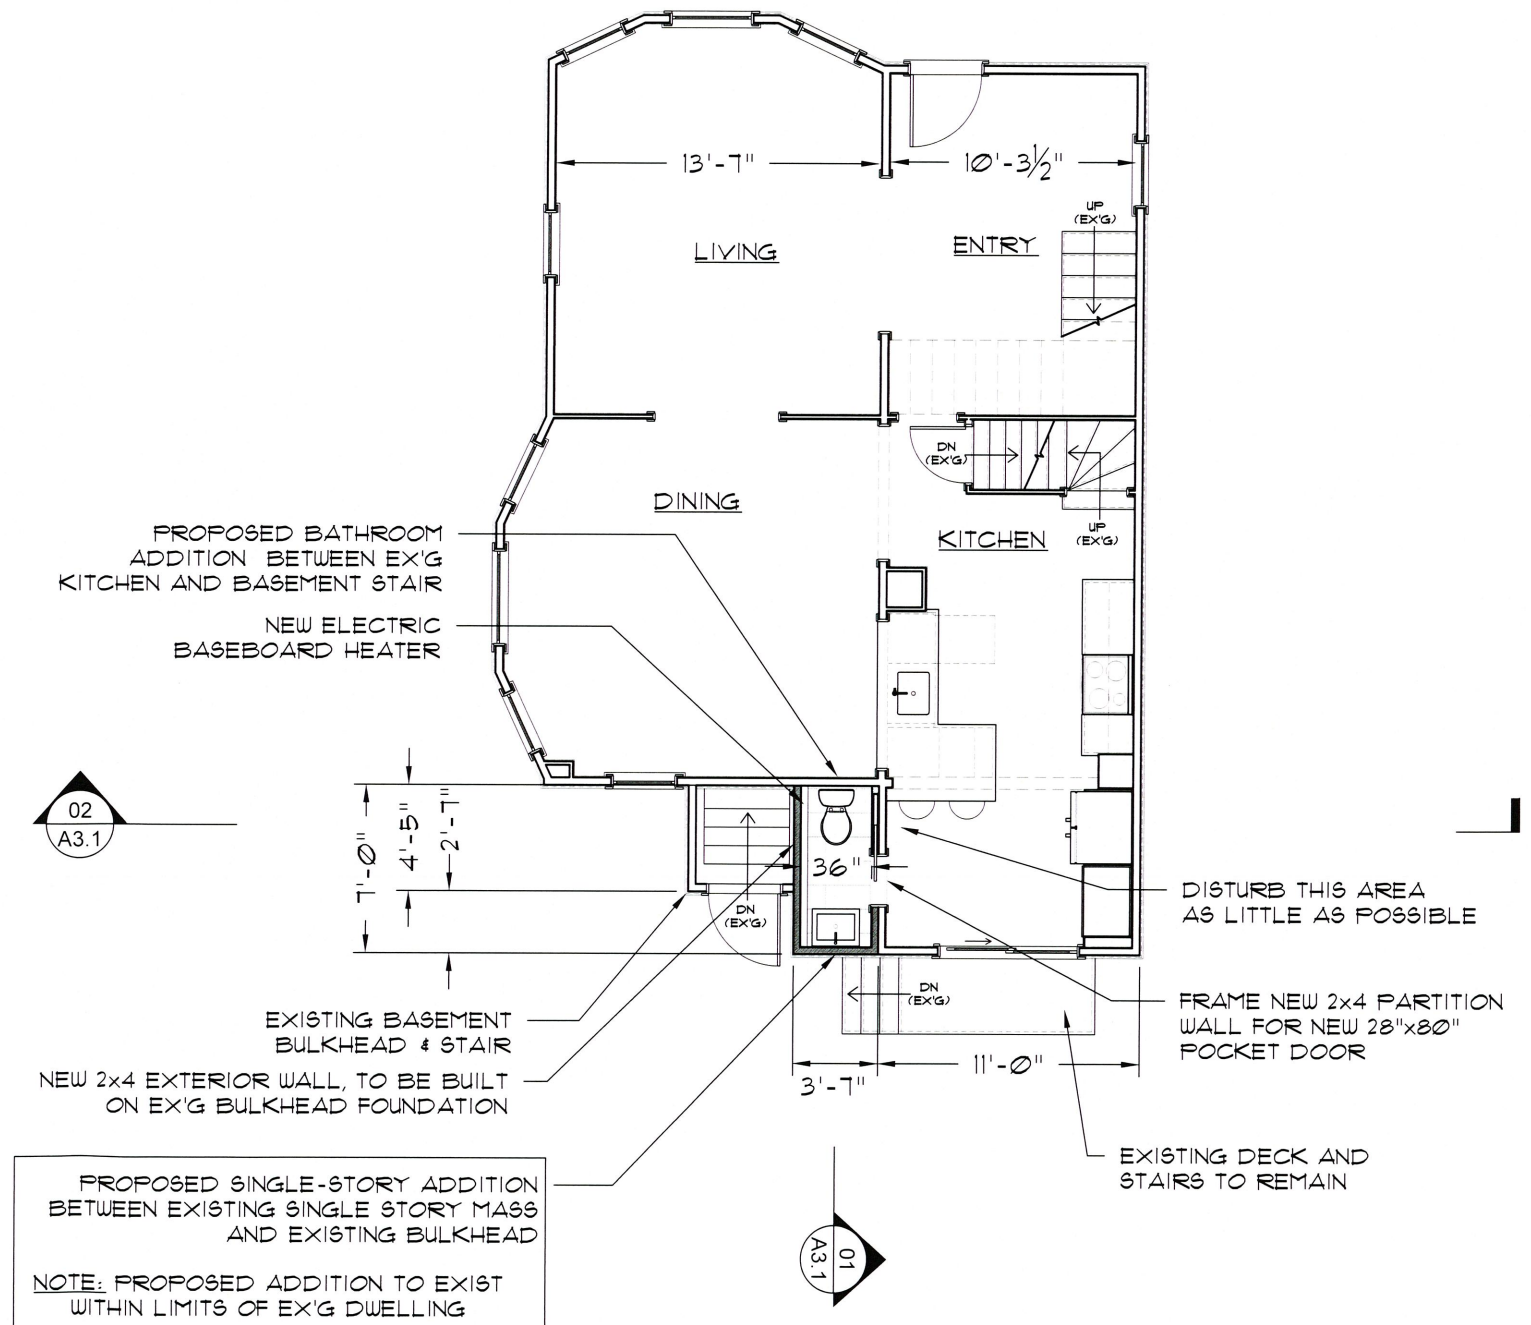 13'-7"
10'-3½"
UP
(EX'G)
LIVING
ENTRY
DN
(EX'G)
DINING
KITCHEN
UP
(EX'G)
PROPOSED BATHROOM
ADDITION BETWEEN EX'G
KITCHEN AND BASEMENT STAIR
NEW ELECTRIC
BASEBOARD HEATER
02
A3.1
7'-0"
4'-5"
2'-7"
36"
DN
(EX'G)
DISTURB THIS AREA
AS LITTLE AS POSSIBLE
DN
(EX'G)
EXISTING BASEMENT
BULKHEAD & STAIR
FRAME NEW 2x4 PARTITION
WALL FOR NEW 28"x80"
POCKET DOOR
NEW 2x4 EXTERIOR WALL, TO BE BUILT
ON EX'G BULKHEAD FOUNDATION
3'-7"
11'-0"
EXISTING DECK AND
STAIRS TO REMAIN
PROPOSED SINGLE-STORY ADDITION
BETWEEN EXISTING SINGLE STORY MASS
AND EXISTING BULKHEAD
NOTE: PROPOSED ADDITION TO EXIST
WITHIN LIMITS OF EX'G DWELLING
01
A3.1